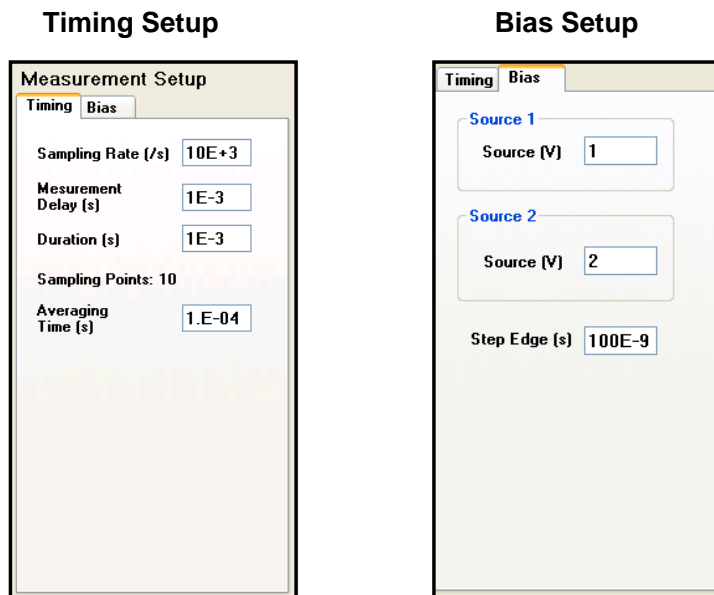 Timing Setup
Measurement Setup
Timing Bias
Sampling Rate (/s) 10E+3
Mesurement
Delay (s) 1E-3
Duration (s) 1E-3
Sampling Points: 10
Averaging
Time (s) 1.E-04
Bias Setup
Timing Bias
Source 1
Source (V) 1
Source 2
Source (V) 2
Step Edge (s) 100E-9